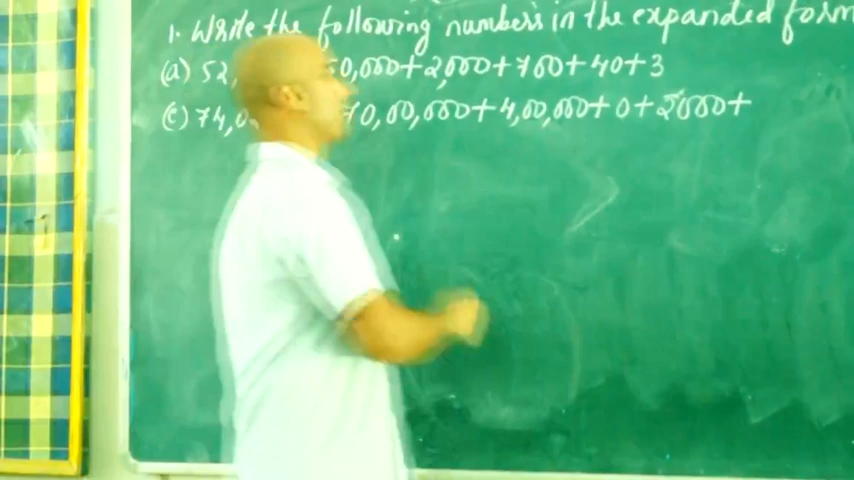 1. Write the following numbers in the expanded form
(a) 52, 0,000+2,000+700+40+3
(c) 74,0 70,00,000+4,00,000+0+2000+